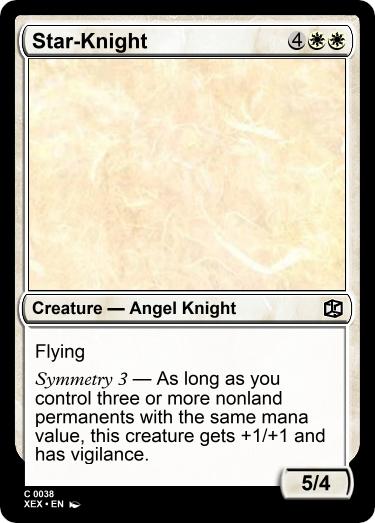 Star-Knight 4
Creature — Angel Knight
Flying
Symmetry 3 — As long as you
control three or more nonland
permanents with the same mana
value, this creature gets +1/+1 and
has vigilance.
5/4
C 0038
XEX • EN